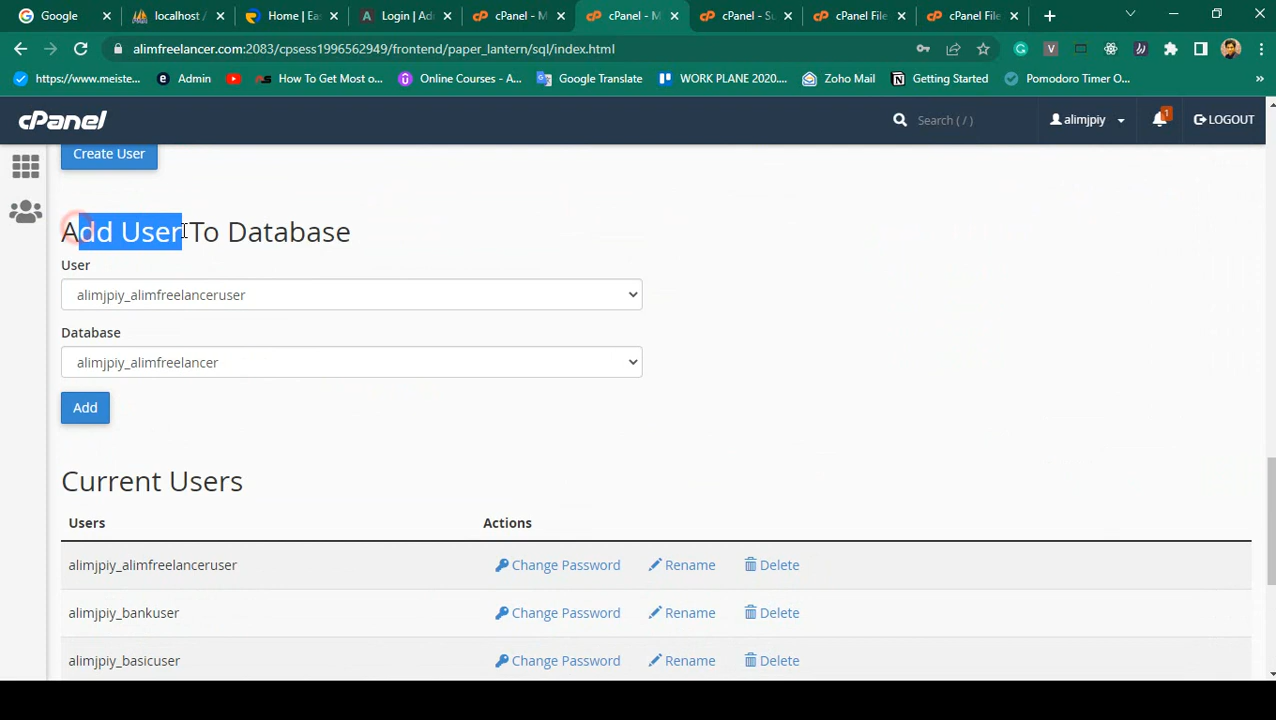 Google
localhost /
Home | Eas
Login | Ad
cPanel - M
cPanel - M
cPanel - Su
cPanel File
cPanel File
alimfreelancer.com:2083/cpsess1996562949/frontend/paper_lantern/sql/index.html
https://www.meiste...
Admin
How To Get Most o...
Online Courses - A...
Google Translate
WORK PLANE 2020....
Zoho Mail
Getting Started
Pomodoro Timer On...
»
cPanel
Search ( / )
alimjpiy
1
LOGOUT
Create User
Add User To Database
User
alimjpiy_alimfreelanceruser
Database
alimjpiy_alimfreelancer
Add
Current Users
Users Actions
alimjpiy_alimfreelanceruser Change Password Rename Delete
alimjpiy_bankuser Change Password Rename Delete
alimjpiy_basicuser Change Password Rename Delete